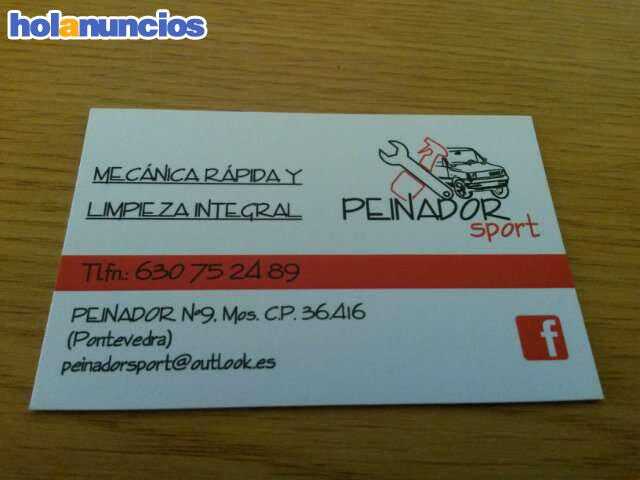 holanuncios
MECÁNICA RÁPIDA Y
LIMPIEZA INTEGRAL
PEINADOR
sport
Tlfn.: 630 75 24 89
PEINADOR Nº9, Mos. C.P. 36.416
(Pontevedra)
peinadorsport@outlook.es
f